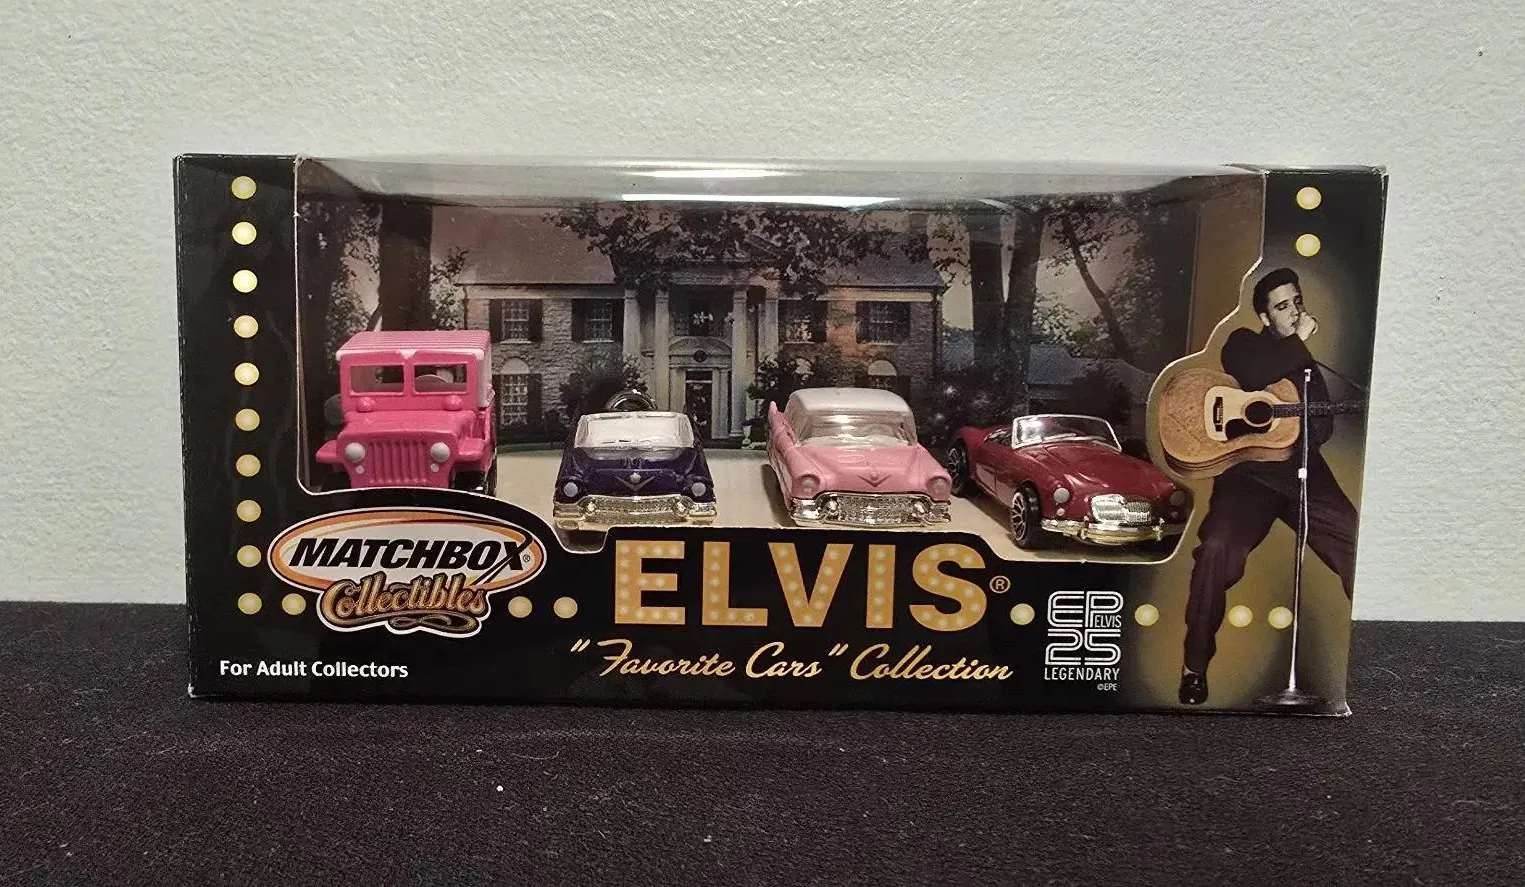 MATCHBOX®
Collectibles
For Adult Collectors
ELVIS®
"Favorite Cars" Collection
EP
ELVIS
25
LEGENDARY
©EPE